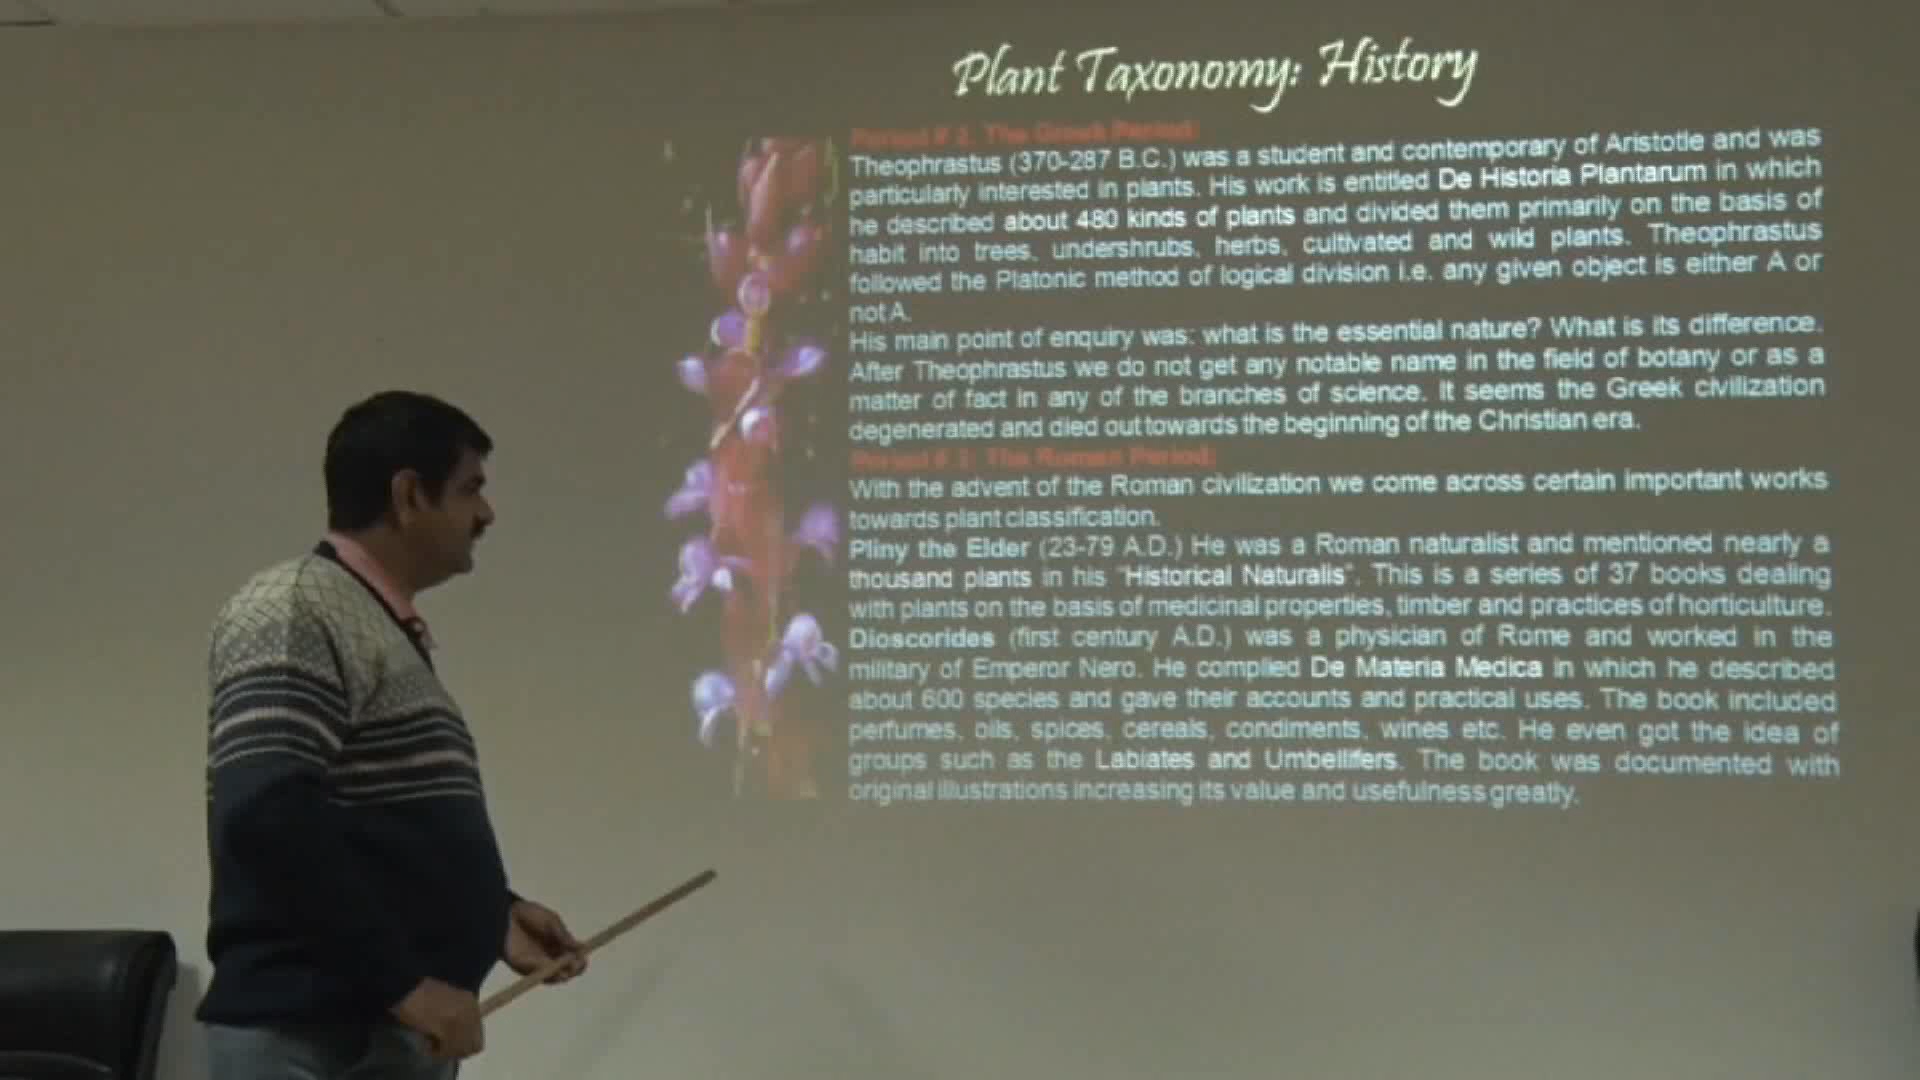 Plant Taxonomy: History
Period # 2. The Greek Period:
Theophrastus (370-287 B.C.) was a student and contemporary of Aristotle and was
particularly interested in plants. His work is entitled De Historia Plantarum in which
he described about 480 kinds of plants and divided them primarily on the basis of
habit into trees, undershrubs, herbs, cultivated and wild plants. Theophrastus
followed the Platonic method of logical division i.e. any given object is either A or
not A.
His main point of enquiry was: what is the essential nature? What is its difference.
After Theophrastus we do not get any notable name in the field of botany or as a
matter of fact in any of the branches of science. It seems the Greek civilization
degenerated and died out towards the beginning of the Christian era.
Period # 3. The Roman Period:
With the advent of the Roman civilization we come across certain important works
towards plant classification.
Pliny the Elder (23-79 A.D.) He was a Roman naturalist and mentioned nearly a
thousand plants in his "Historical Naturalis". This is a series of 37 books dealing
with plants on the basis of medicinal properties, timber and practices of horticulture.
Dioscorides (first century A.D.) was a physician of Rome and worked in the
military of Emperor Nero. He complied De Materia Medica in which he described
about 600 species and gave their accounts and practical uses. The book included
perfumes, oils, spices, cereals, condiments, wines etc. He even got the idea of
groups such as the Labiates and Umbellifers. The book was documented with
original illustrations increasing its value and usefulness greatly.